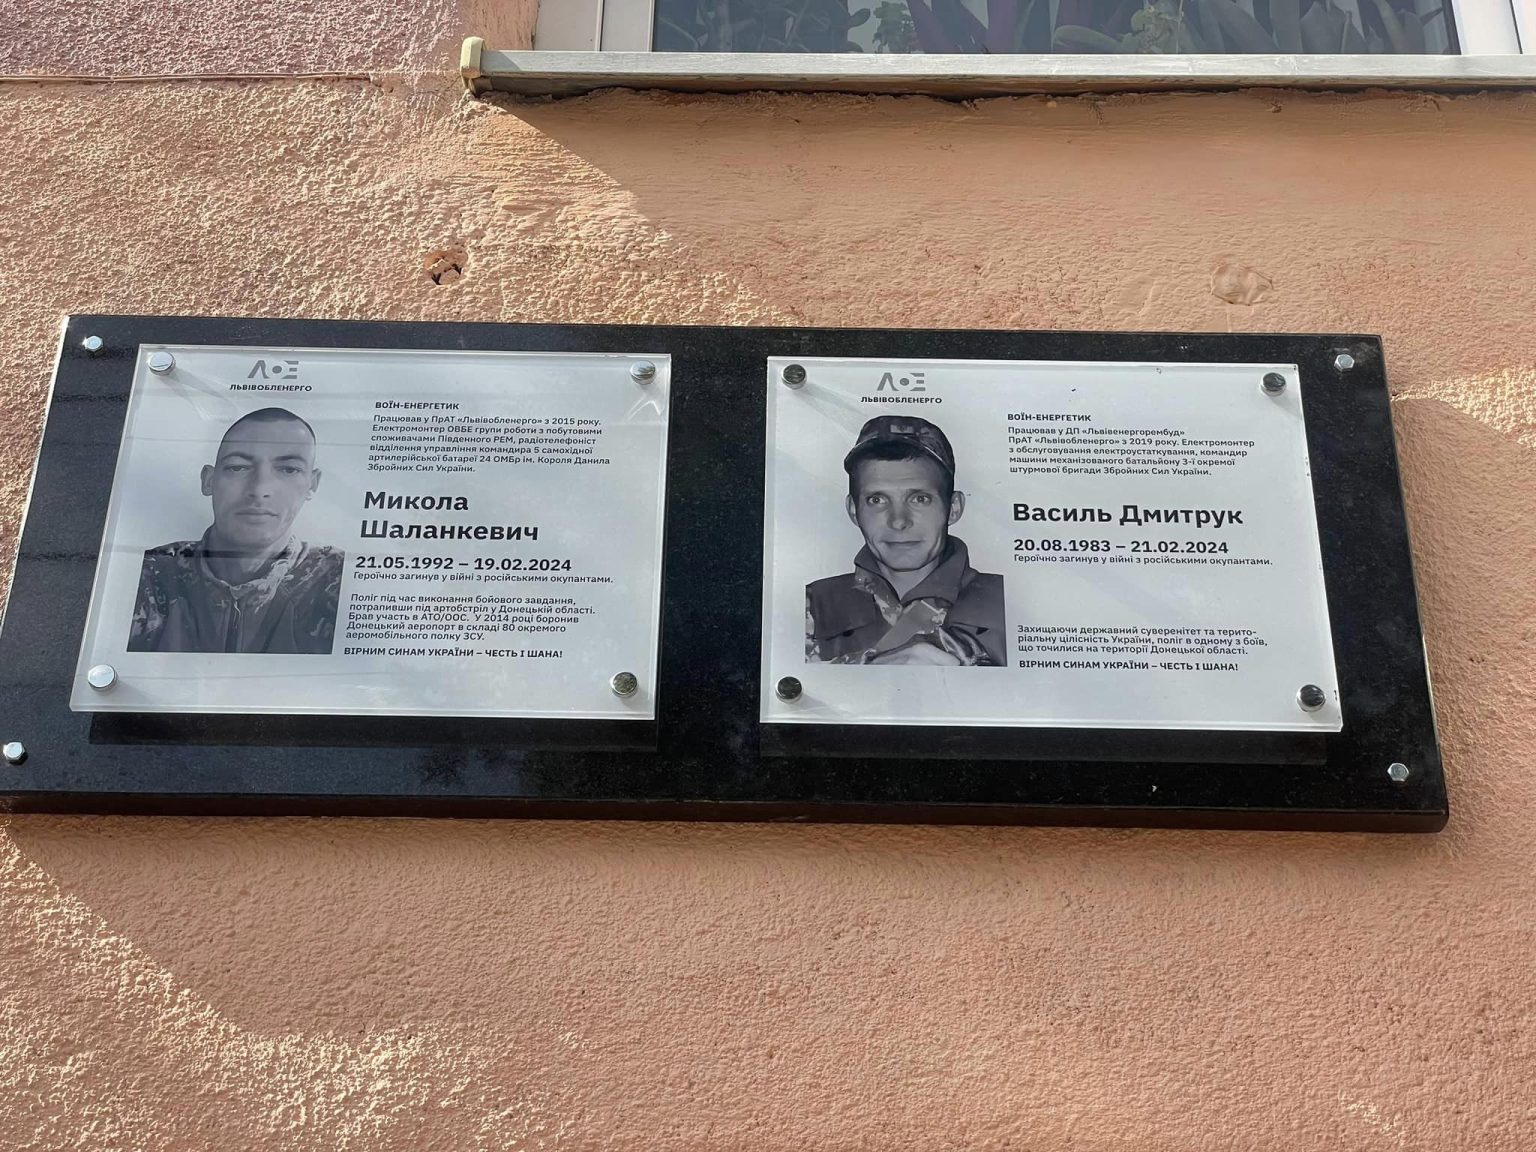 ЛОЕ
ЛЬВІВОБЛЕНЕРГО
ВОЇН-ЕНЕРГЕТИК
Працював у ПрАТ «Львівобленерго» з 2015 року.
Електромонтер ОВБЕ групи роботи з побутовими
споживачами Південного РЕМ, радіотелефоніст
відділення управління командира 5 самохідної
артилерійської батареї 24 ОМБр ім. Короля Данила
Збройних Сил України.
Микола
Шаланкевич
21.05.1992 – 19.02.2024
Героїчно загинув у війні з російськими окупантами.
Поліг під час виконання бойового завдання,
потрапивши під артобстріл у Донецькій області.
Брав участь в АТО/ООС. У 2014 році боронив
Донецький аеропорт в складі 80 окремого
аеромобільного полку ЗСУ.
ВІРНИМ СИНАМ УКРАЇНИ – ЧЕСТЬ І ШАНА!
ЛОЕ
ЛЬВІВОБЛЕНЕРГО
ВОЇН-ЕНЕРГЕТИК
Працював у ДП «Львівенергорембуд»
ПрАТ «Львівобленерго» з 2019 року. Електромонтер
з обслуговування електроустаткування, командир
машини механізованого батальйону 3-ї окремої
штурмової бригади Збройних Сил України.
Василь Дмитрук
20.08.1983 – 21.02.2024
Героїчно загинув у війні з російськими окупантами.
Захищаючи державний суверенітет та терито-
ріальну цілісність України, поліг в одному з боїв,
що точилися на території Донецької області.
ВІРНИМ СИНАМ УКРАЇНИ – ЧЕСТЬ І ШАНА!